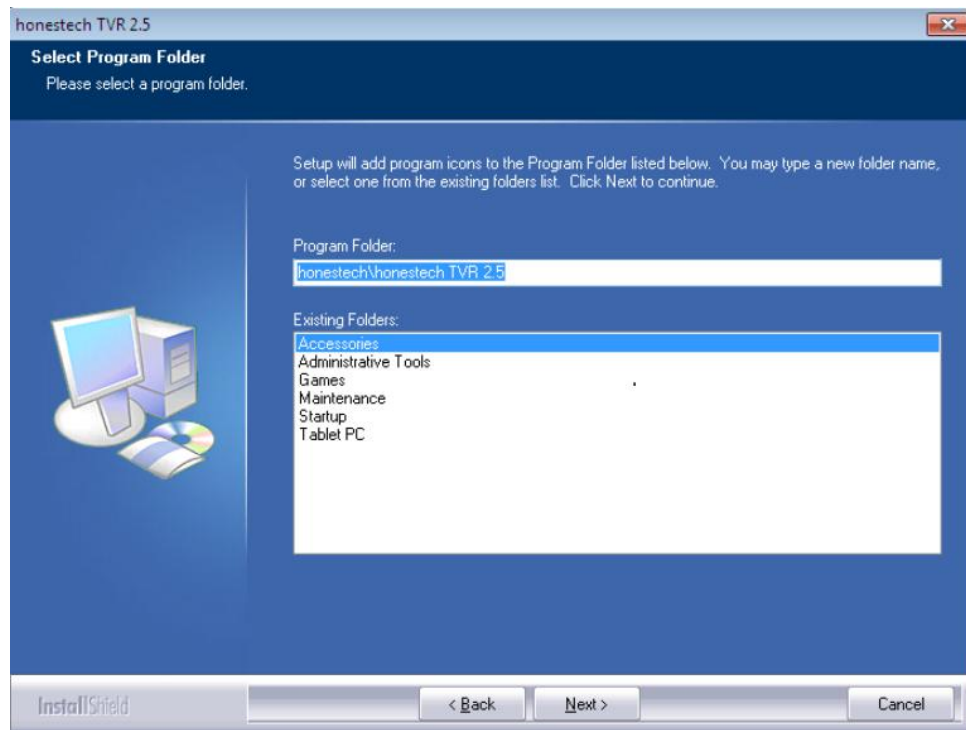 honestech TVR 2.5
Select Program Folder
Please select a program folder.
Setup will add program icons to the Program Folder listed below. You may type a new folder name,
or select one from the existing folders list. Click Next to continue.
Program Folder:
honestech\honestech TVR 2.5
Existing Folders:
Accessories
Administrative Tools
Games
Maintenance
Startup
Tablet PC
InstallShield
< Back
Next >
Cancel